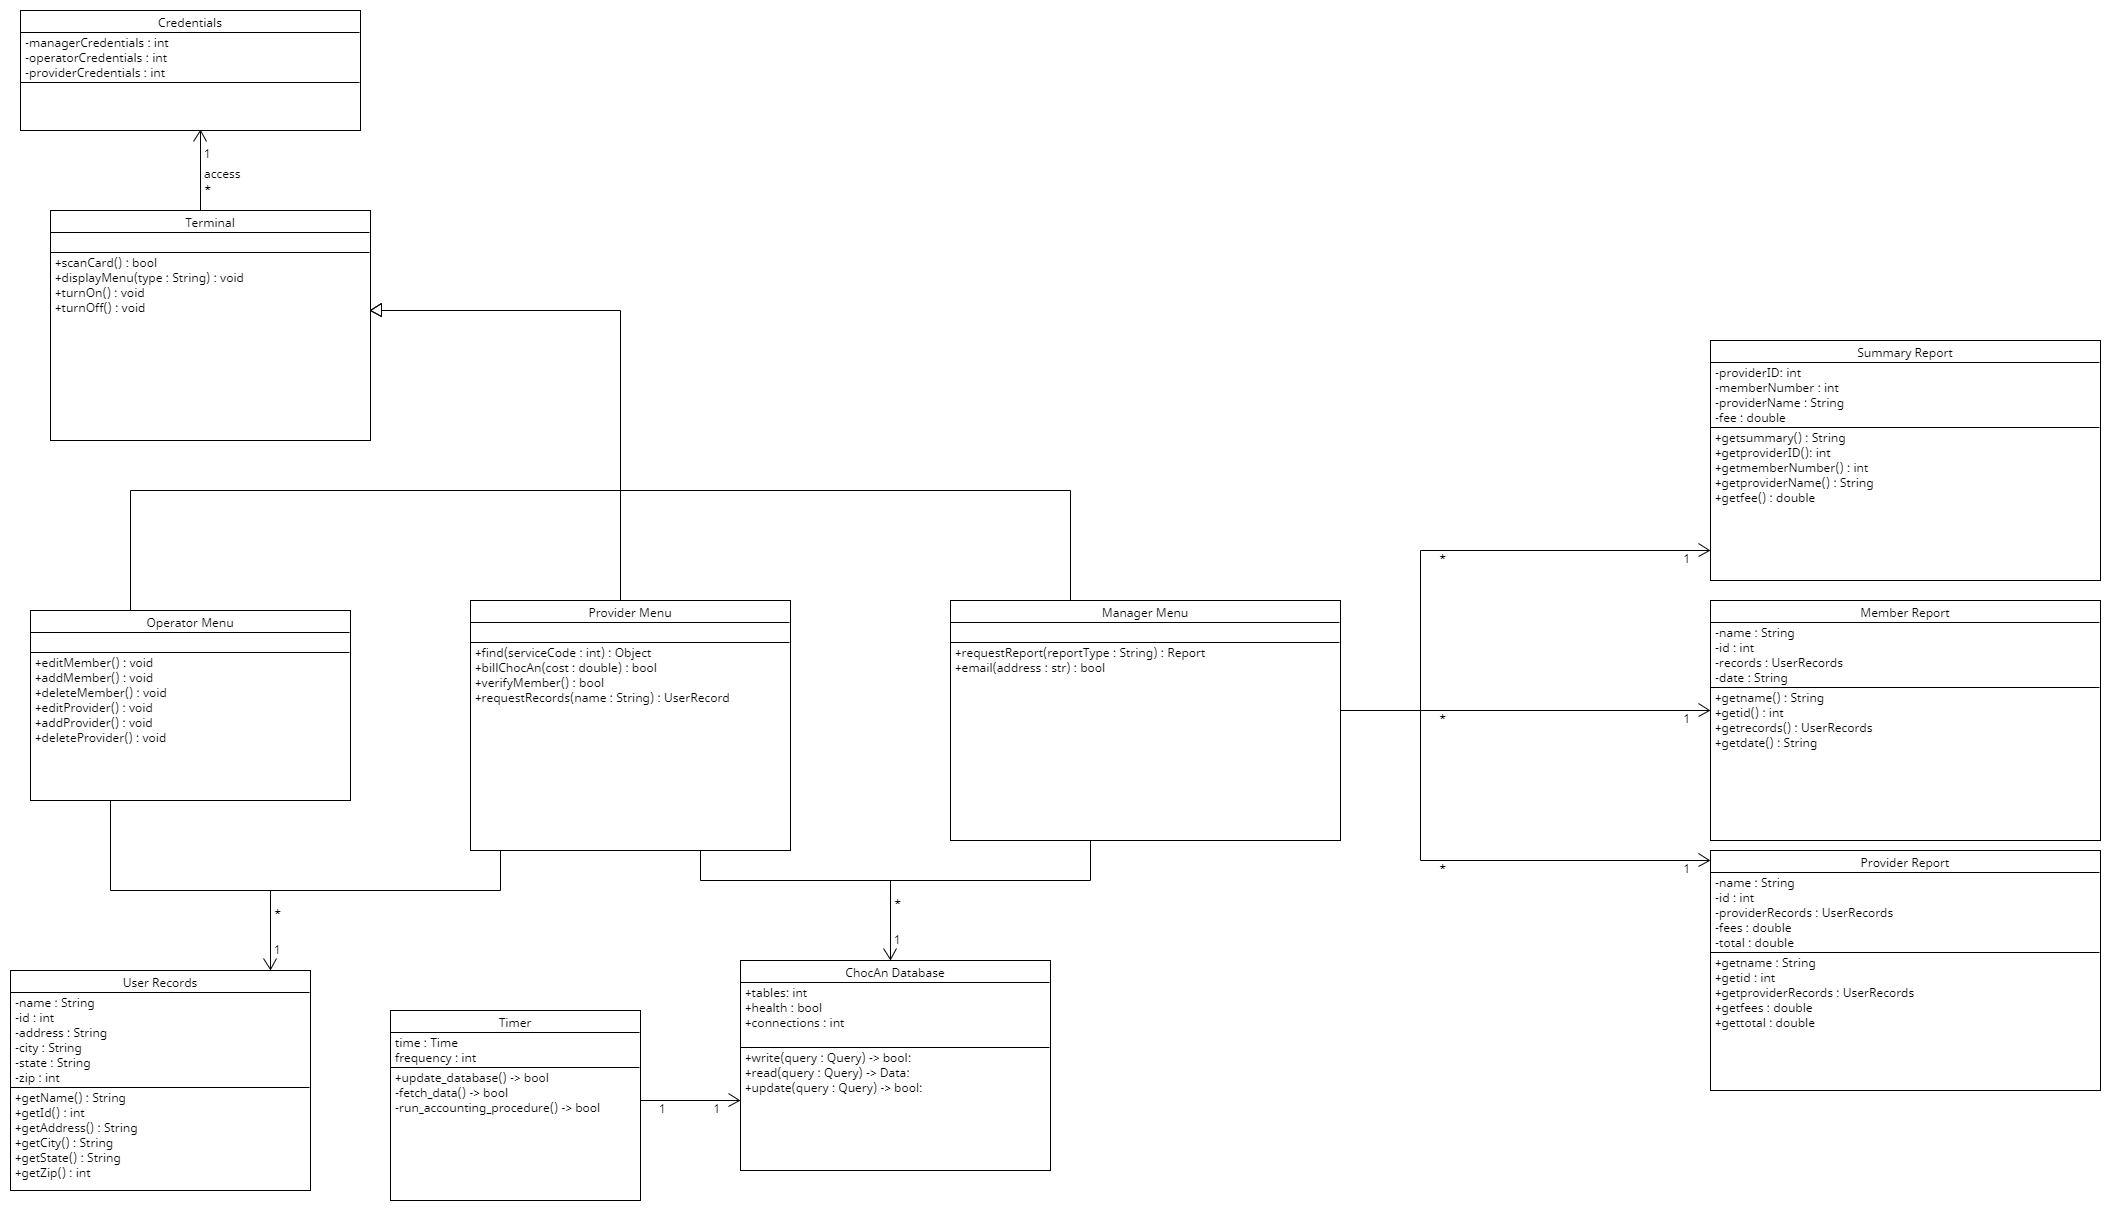 Credentials
-managerCredentials : int
-operatorCredentials : int
-providerCredentials : int
1
access
*
Terminal
+scanCard() : bool
+displayMenu(type : String) : void
+turnOn() : void
+turnOff() : void
Operator Menu
+editMember() : void
+addMember() : void
+deleteMember() : void
+editProvider() : void
+addProvider() : void
+deleteProvider() : void
Provider Menu
+find(serviceCode : int) : Object
+billChocAn(cost : double) : bool
+verifyMember() : bool
+requestRecords(name : String) : UserRecord
Manager Menu
+requestReport(reportType : String) : Report
+email(address : str) : bool
* 1
* 1
* 1
Summary Report
-providerID: int
-memberNumber : int
-providerName : String
-fee : double
+getsummary() : String
+getproviderID(): int
+getmemberNumber() : int
+getproviderName() : String
+getfee() : double
Member Report
-name : String
-id : int
-records : UserRecords
-date : String
+getname() : String
+getid() : int
+getrecords() : UserRecords
+getdate() : String
Provider Report
-name : String
-id : int
-providerRecords : UserRecords
-fees : double
-total : double
+getname : String
+getid : int
+getproviderRecords : UserRecords
+getfees : double
+gettotal : double
*
1
User Records
-name : String
-id : int
-address : String
-city : String
-state : String
-zip : int
+getName() : String
+getId() : int
+getAddress() : String
+getCity() : String
+getState() : String
+getZip() : int
Timer
time : Time
frequency : int
+update_database() -> bool
-fetch_data() -> bool
-run_accounting_procedure() -> bool
1 1
*
1
ChocAn Database
+tables: int
+health : bool
+connections : int
+write(query : Query) -> bool:
+read(query : Query) -> Data:
+update(query : Query) -> bool: